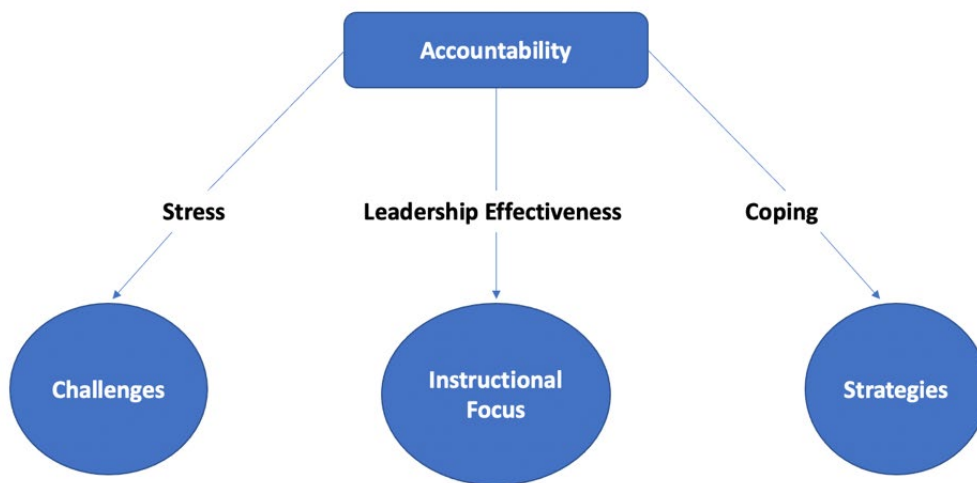 Accountability
Stress
Leadership Effectiveness
Coping
Challenges
Instructional
Focus
Strategies